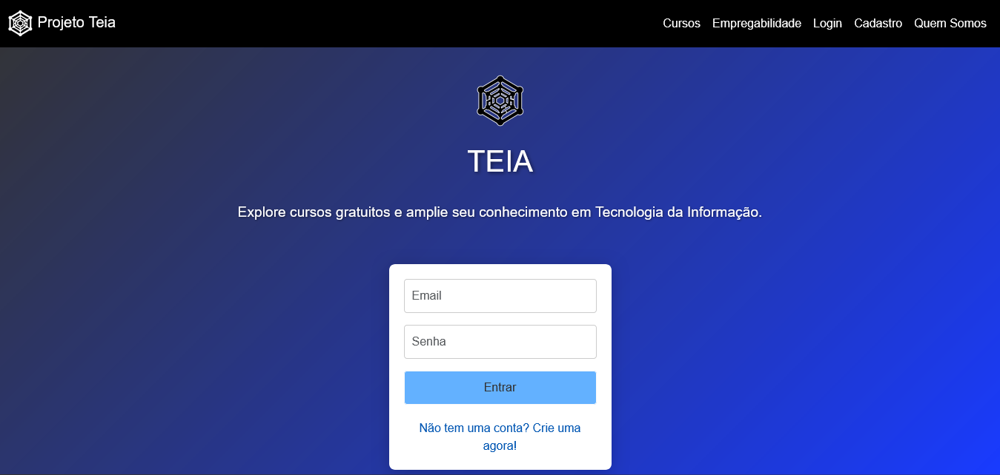 Projeto Teia
Cursos Empregabilidade Login Cadastro Quem Somos
TEIA
Explore cursos gratuitos e amplie seu conhecimento em Tecnologia da Informação.
Email
Senha
Entrar
Não tem uma conta? Crie uma
agora!